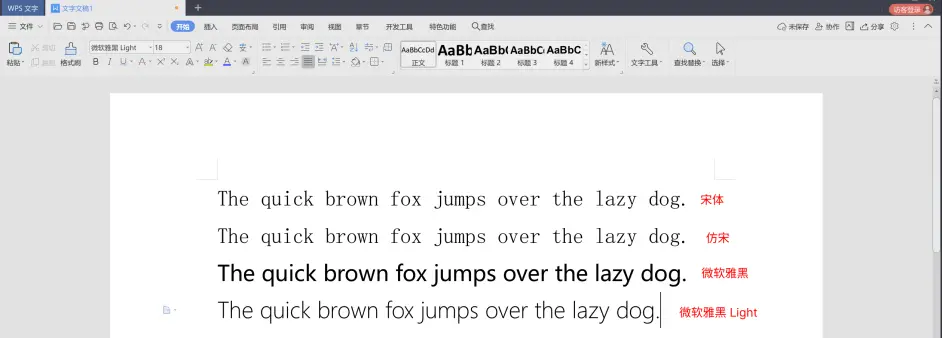 WPS 文字 文字文稿1 + 访客登录
文件 开始 插入 页面布局 引用 审阅 视图 章节 开发工具 特色功能 查找 未保存 协作 分享
粘贴 剪切 复制 格式刷 微软雅黑 Light 18 B I U A X² X₂ A ab A A AaBbCcDd 正文 AaBb 标题 1 AaBb( 标题 2 AaBbC 标题 3 AaBbC 标题 4 新样式 文字工具 查找替换 选择
The quick brown fox jumps over the lazy dog. 宋体
The quick brown fox jumps over the lazy dog. 仿宋
The quick brown fox jumps over the lazy dog. 微软雅黑
The quick brown fox jumps over the lazy dog. 微软雅黑 Light